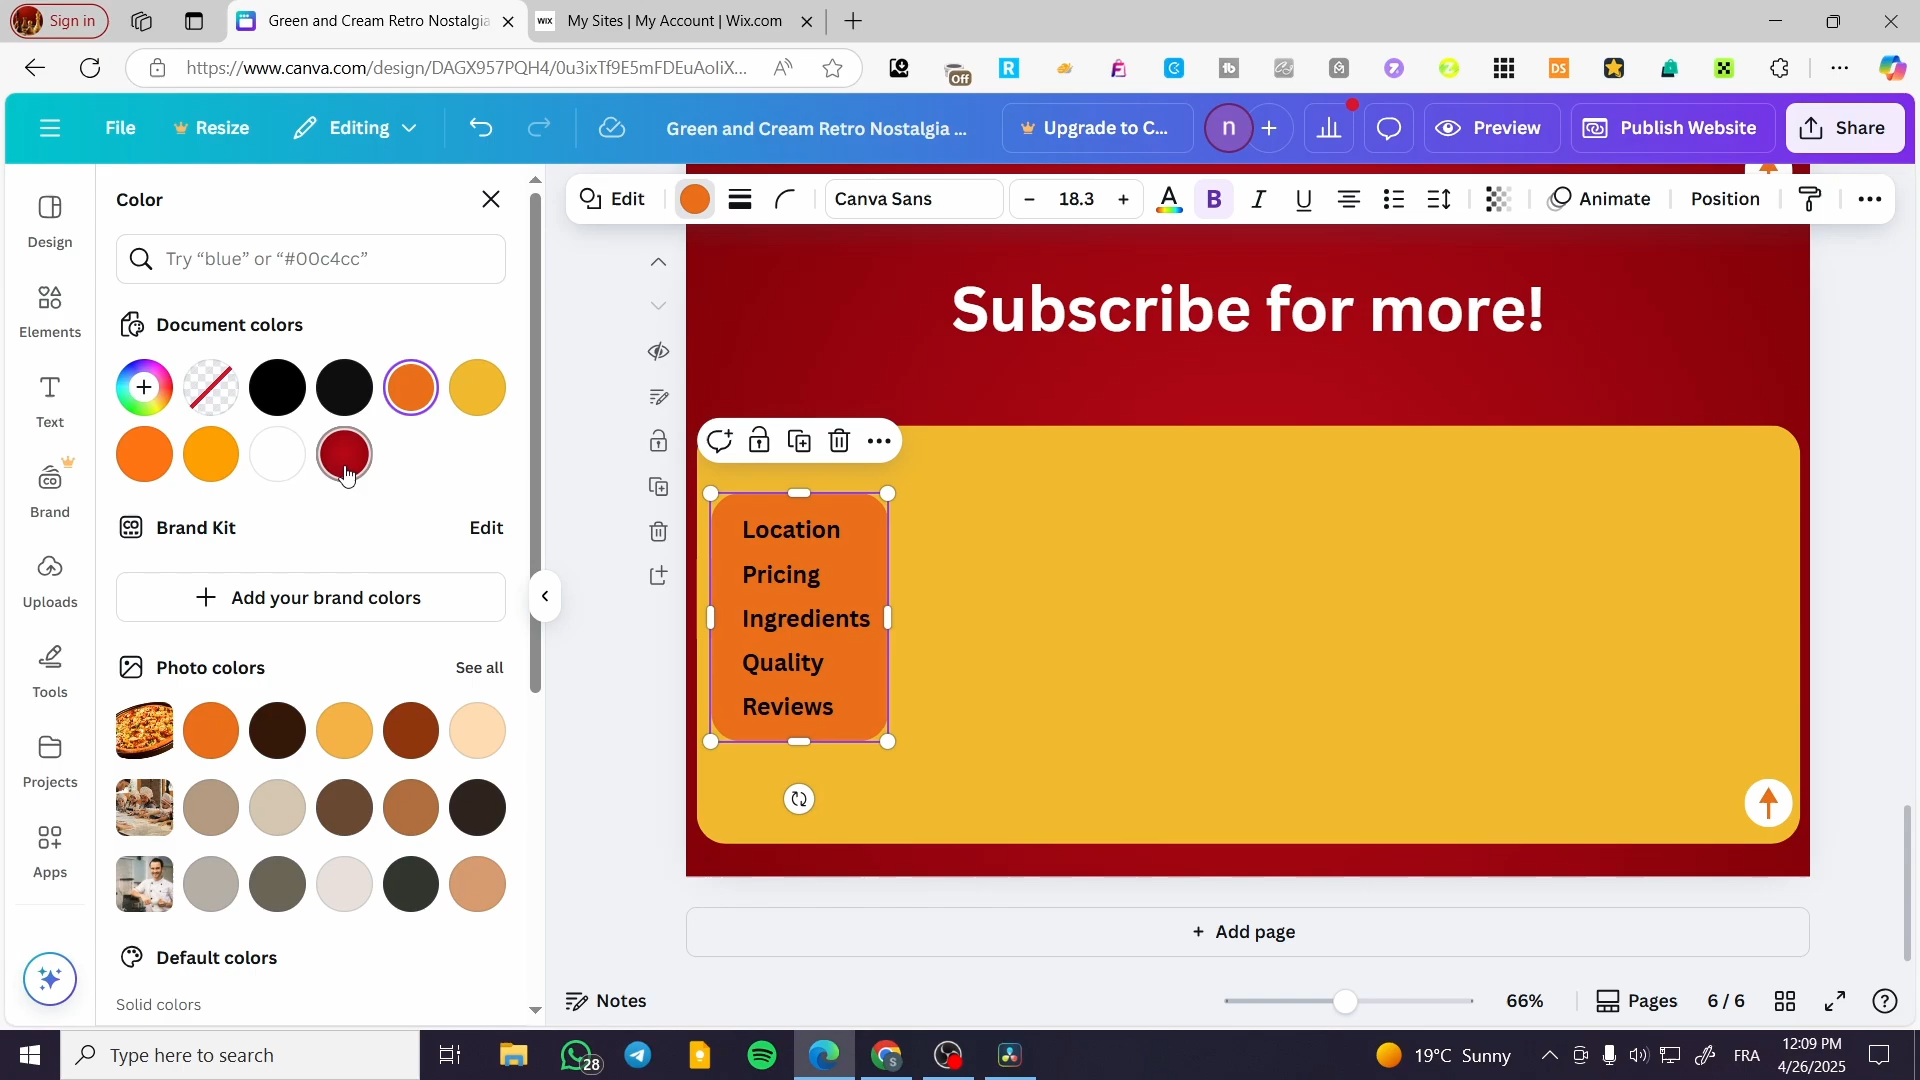 Sign in
Green and Cream Retro Nostalgia
WIX My Sites | My Account | Wix.com
https://www.canva.com/design/DAGX957PQH4/0u3ixTf9E5mFDEuAoliX...
Off
File
Resize
Editing
Green and Cream Retro Nostalgia ...
Upgrade to C...
n
Preview
Publish Website
Share
Design
Elements
Text
Brand
Uploads
Tools
Projects
Apps
Color
Try “blue” or “#00c4cc”
Document colors
Brand Kit
Edit
Add your brand colors
Photo colors
See all
Default colors
Solid colors
Edit
Canva Sans
– 18.3 +
A
B
I
U
Animate
Position
Subscribe for more!
Location
Pricing
Ingredients
Quality
Reviews
+ Add page
Notes
66%
Pages
6 / 6
Type here to search
28
19°C Sunny
FRA
12:09 PM
4/26/2025